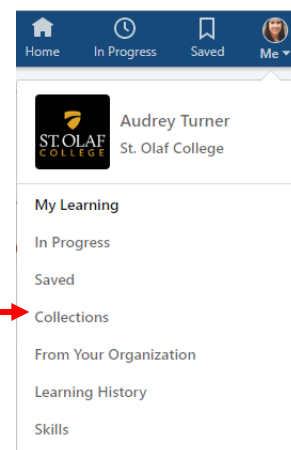 Home In Progress Saved Me
Audrey Turner
ST. OLAF
COLLEGE
St. Olaf College
My Learning
In Progress
Saved
Collections
From Your Organization
Learning History
Skills